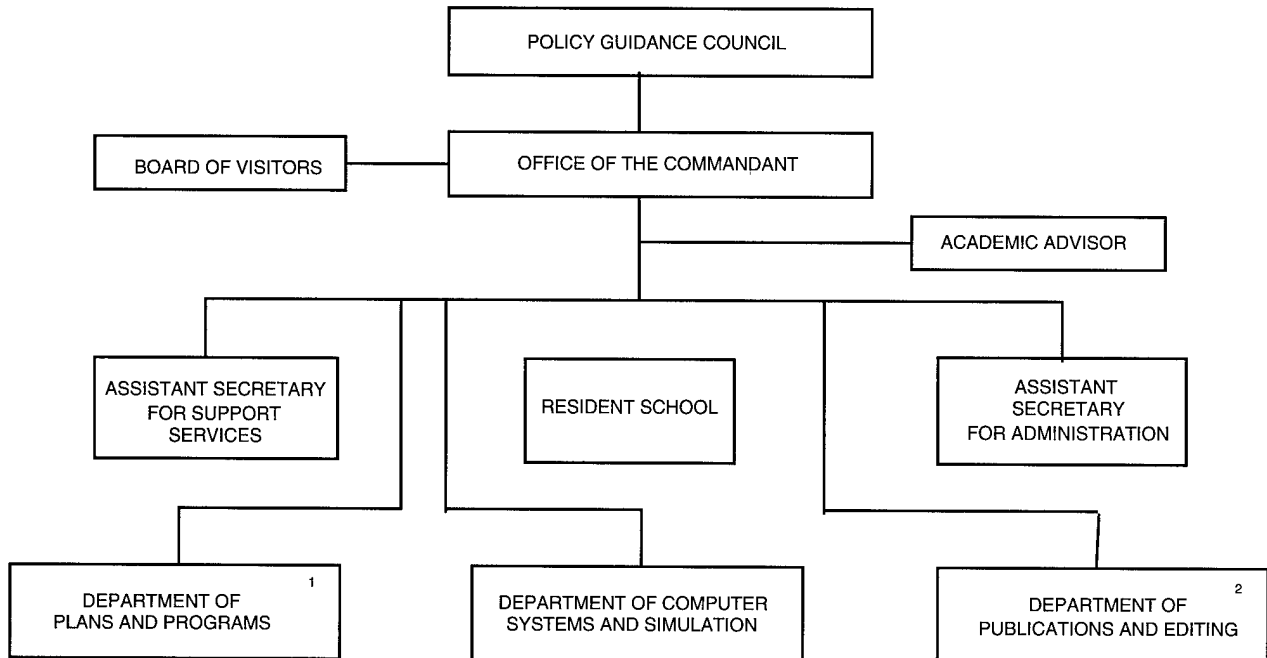 POLICY GUIDANCE COUNCIL
BOARD OF VISITORS
OFFICE OF THE COMMANDANT
ACADEMIC ADVISOR
ASSISTANT SECRETARY
FOR SUPPORT
SERVICES
RESIDENT SCHOOL
ASSISTANT
SECRETARY
FOR ADMINISTRATION
1
DEPARTMENT OF
PLANS AND PROGRAMS
DEPARTMENT OF COMPUTER
SYSTEMS AND SIMULATION
2
DEPARTMENT OF
PUBLICATIONS AND EDITING